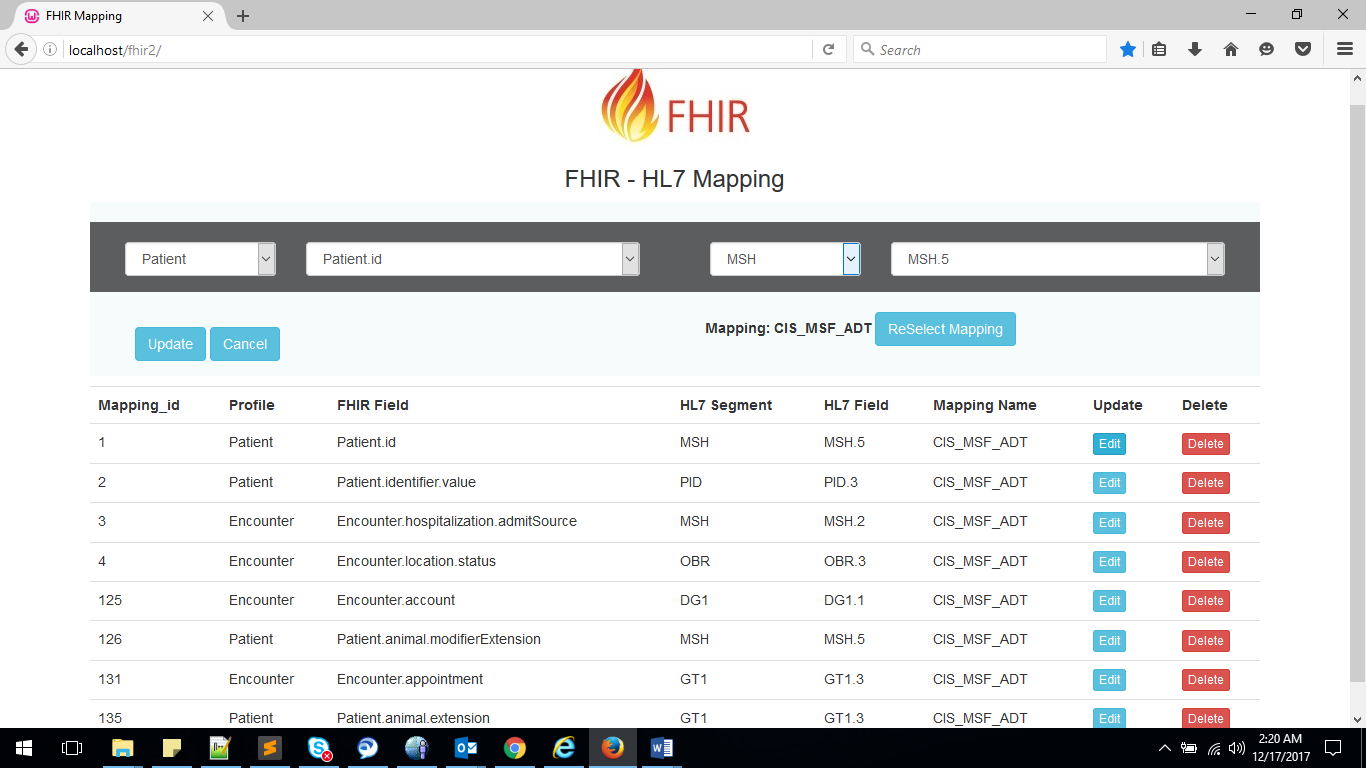 FHIR Mapping
localhost/fhir2/
Search
FHIR
FHIR - HL7 Mapping
Patient Patient.id MSH MSH.5
Mapping: CIS_MSF_ADT ReSelect Mapping
Update Cancel
Mapping_id Profile FHIR Field HL7 Segment HL7 Field Mapping Name Update Delete
1 Patient Patient.id MSH MSH.5 CIS_MSF_ADT Edit Delete
2 Patient Patient.identifier.value PID PID.3 CIS_MSF_ADT Edit Delete
3 Encounter Encounter.hospitalization.admitSource MSH MSH.2 CIS_MSF_ADT Edit Delete
4 Encounter Encounter.location.status OBR OBR.3 CIS_MSF_ADT Edit Delete
125 Encounter Encounter.account DG1 DG1.1 CIS_MSF_ADT Edit Delete
126 Patient Patient.animal.modifierExtension MSH MSH.5 CIS_MSF_ADT Edit Delete
131 Encounter Encounter.appointment GT1 GT1.3 CIS_MSF_ADT Edit Delete
135 Patient Patient.animal.extension GT1 GT1.3 CIS_MSF_ADT Edit Delete
2:20 AM
12/17/2017